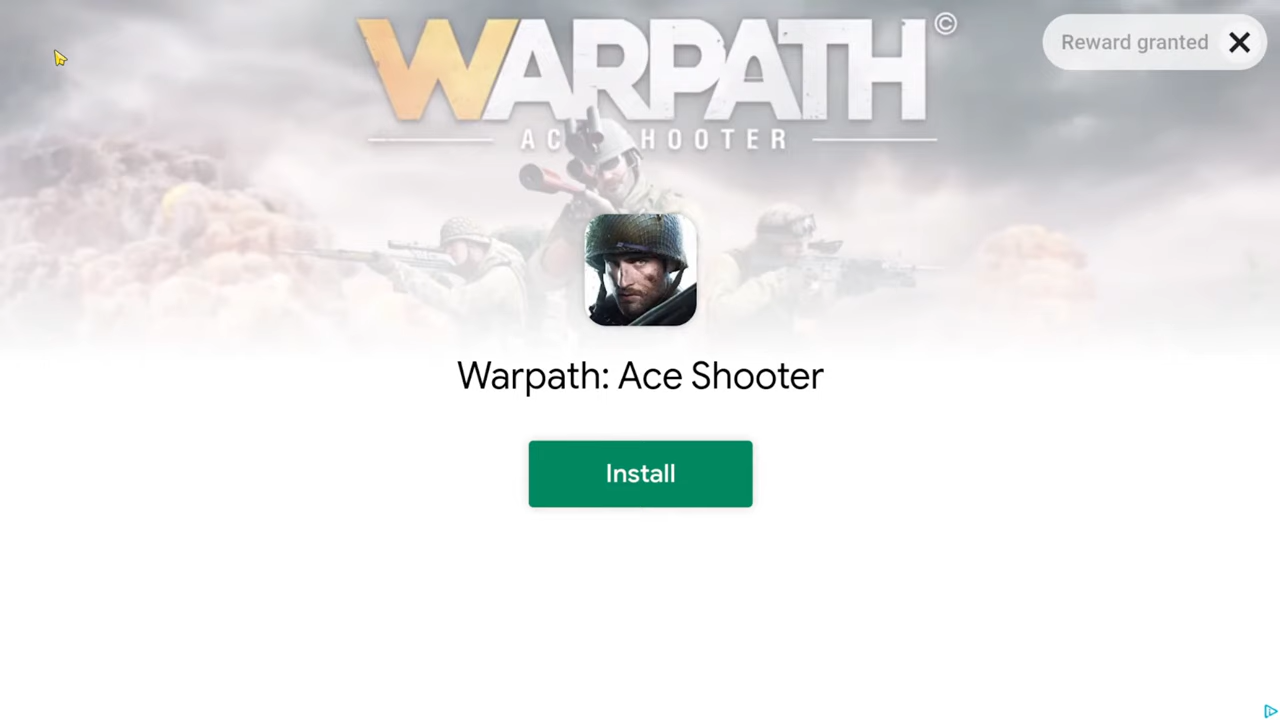 WARPATH©
ACE SHOOTER
Reward granted
Warpath: Ace Shooter
Install